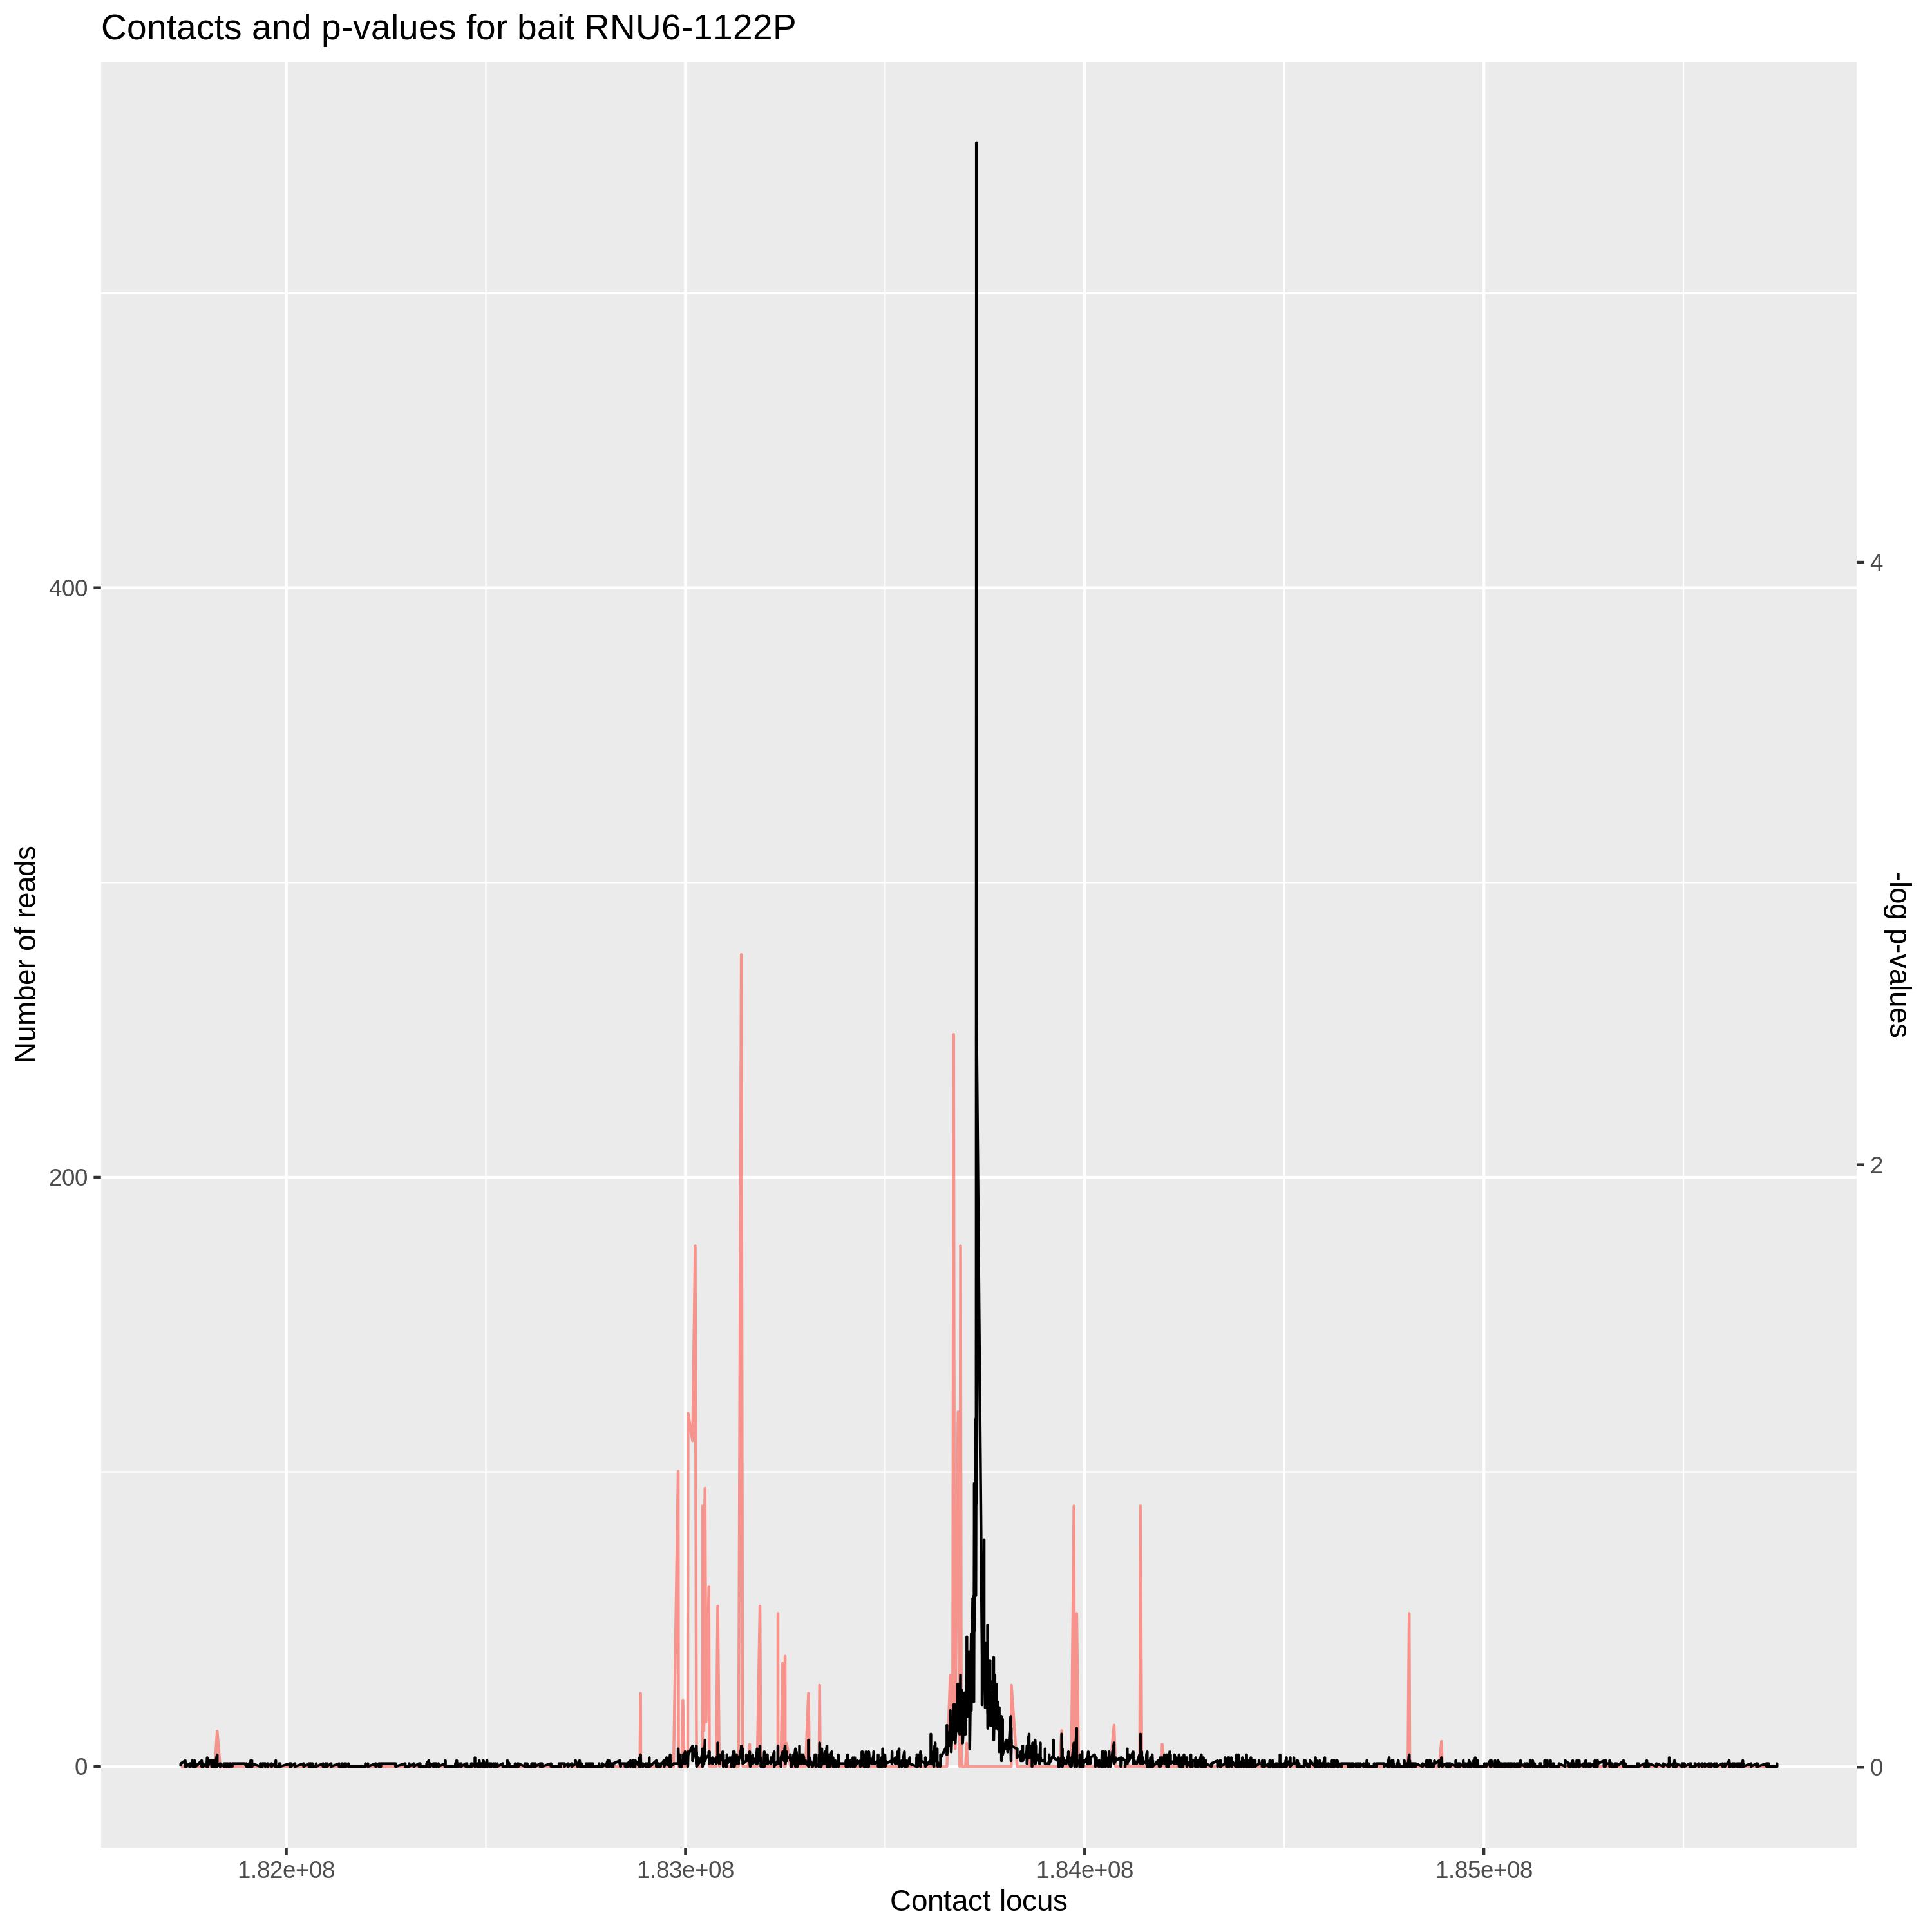 Contacts and p-values for bait RNU6-1122P
Number of reads
400
200
0
-log p-values
4
2
0
1.82e+08
1.83e+08
1.84e+08
1.85e+08
Contact locus